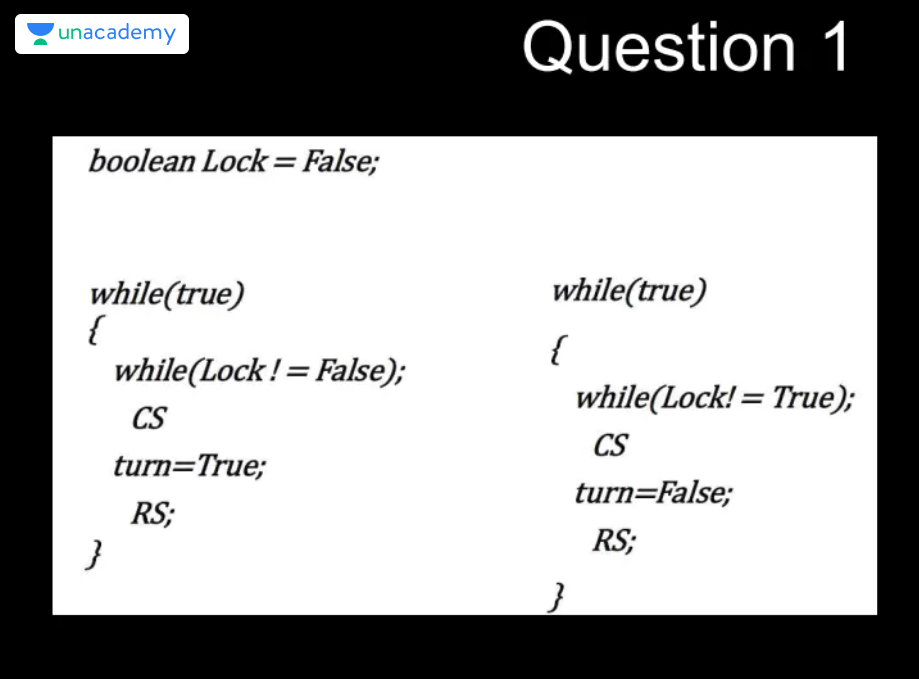 unacademy
Question 1
boolean Lock = False;
while(true)
{
while(Lock != False);
CS
turn=True;
RS;
}
while(true)
{
while(Lock!= True);
CS
turn=False;
RS;
}